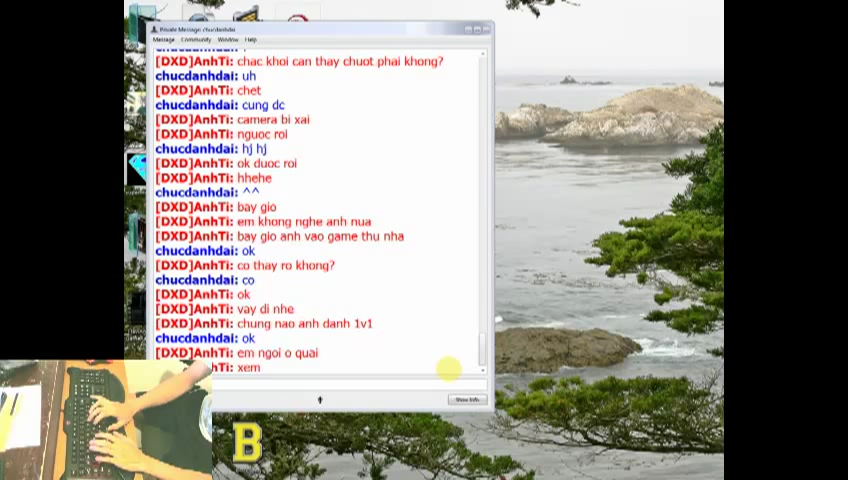 Private Message: chucdanhdai
Message Community Window Help
[DXD]AnhTi: chac khoi can thay chuot phai khong?
chucdanhdai: uh
[DXD]AnhTi: chet
chucdanhdai: cung dc
[DXD]AnhTi: camera bi xai
[DXD]AnhTi: nguoc roi
chucdanhdai: hj hj
[DXD]AnhTi: ok duoc roi
[DXD]AnhTi: hhehe
chucdanhdai: ^^
[DXD]AnhTi: bay gio
[DXD]AnhTi: em khong nghe anh nua
[DXD]AnhTi: bay gio anh vao game thu nha
chucdanhdai: ok
[DXD]AnhTi: co thay ro khong?
chucdanhdai: co
[DXD]AnhTi: ok
[DXD]AnhTi: vay di nhe
[DXD]AnhTi: chung nao anh danh 1v1
chucdanhdai: ok
[DXD]AnhTi: em ngoi o quai
hTi: xem
Show Info
B